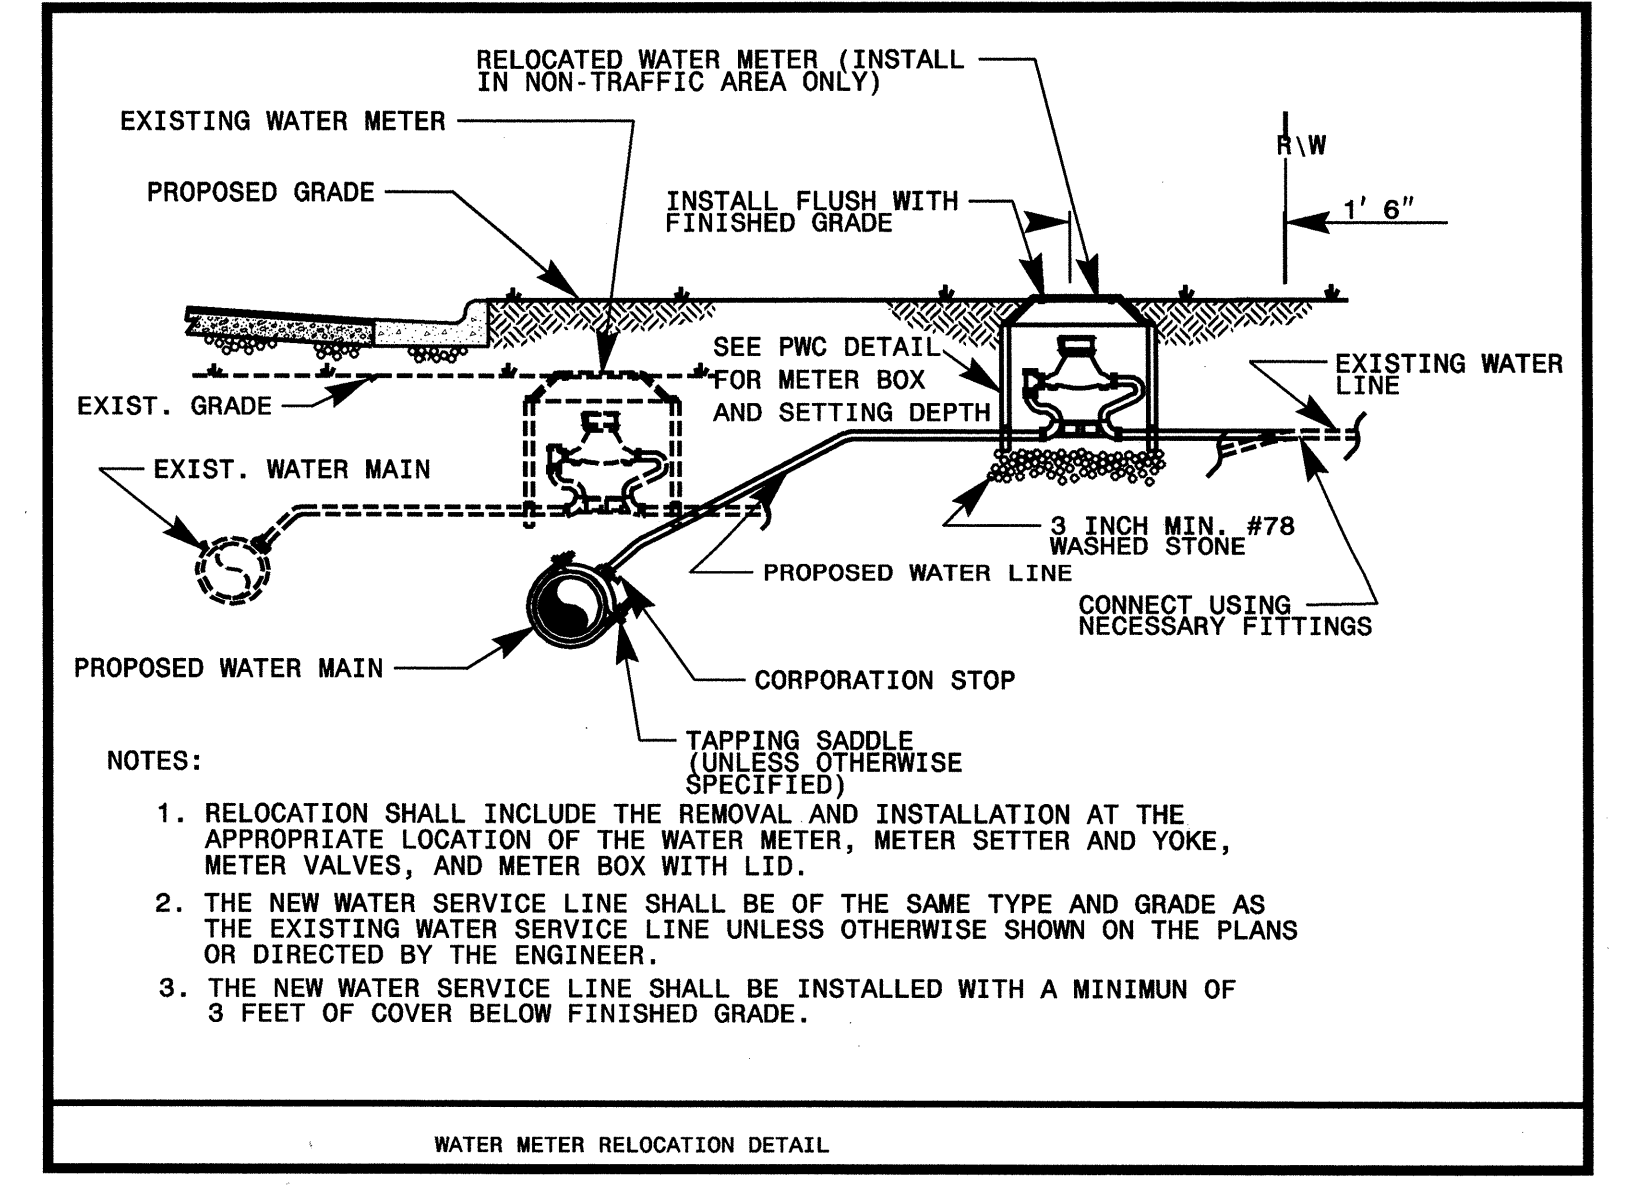 RELOCATED WATER METER (INSTALL
IN NON-TRAFFIC AREA ONLY)
EXISTING WATER METER
R\W
PROPOSED GRADE
INSTALL FLUSH WITH
FINISHED GRADE
1' 6"
SEE PWC DETAIL
FOR METER BOX
AND SETTING DEPTH
EXISTING WATER
LINE
EXIST. GRADE
EXIST. WATER MAIN
3 INCH MIN. #78
WASHED STONE
PROPOSED WATER LINE
CONNECT USING
NECESSARY FITTINGS
PROPOSED WATER MAIN
CORPORATION STOP
TAPPING SADDLE
(UNLESS OTHERWISE
SPECIFIED)
NOTES:
1. RELOCATION SHALL INCLUDE THE REMOVAL AND INSTALLATION AT THE
APPROPRIATE LOCATION OF THE WATER METER, METER SETTER AND YOKE,
METER VALVES, AND METER BOX WITH LID.
2. THE NEW WATER SERVICE LINE SHALL BE OF THE SAME TYPE AND GRADE AS
THE EXISTING WATER SERVICE LINE UNLESS OTHERWISE SHOWN ON THE PLANS
OR DIRECTED BY THE ENGINEER.
3. THE NEW WATER SERVICE LINE SHALL BE INSTALLED WITH A MINIMUN OF
3 FEET OF COVER BELOW FINISHED GRADE.
WATER METER RELOCATION DETAIL